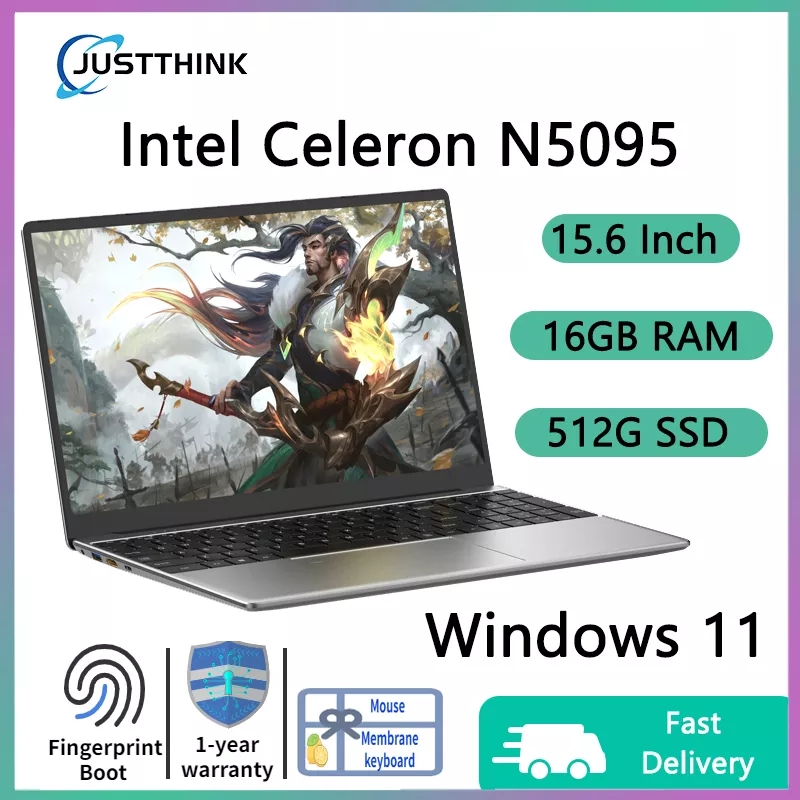 JUSTTHINK
Intel Celeron N5095
15.6 Inch
16GB RAM
512G SSD
Windows 11
Fingerprint
Boot
1-year
warranty
Mouse
Membrane
keyboard
Fast
Delivery